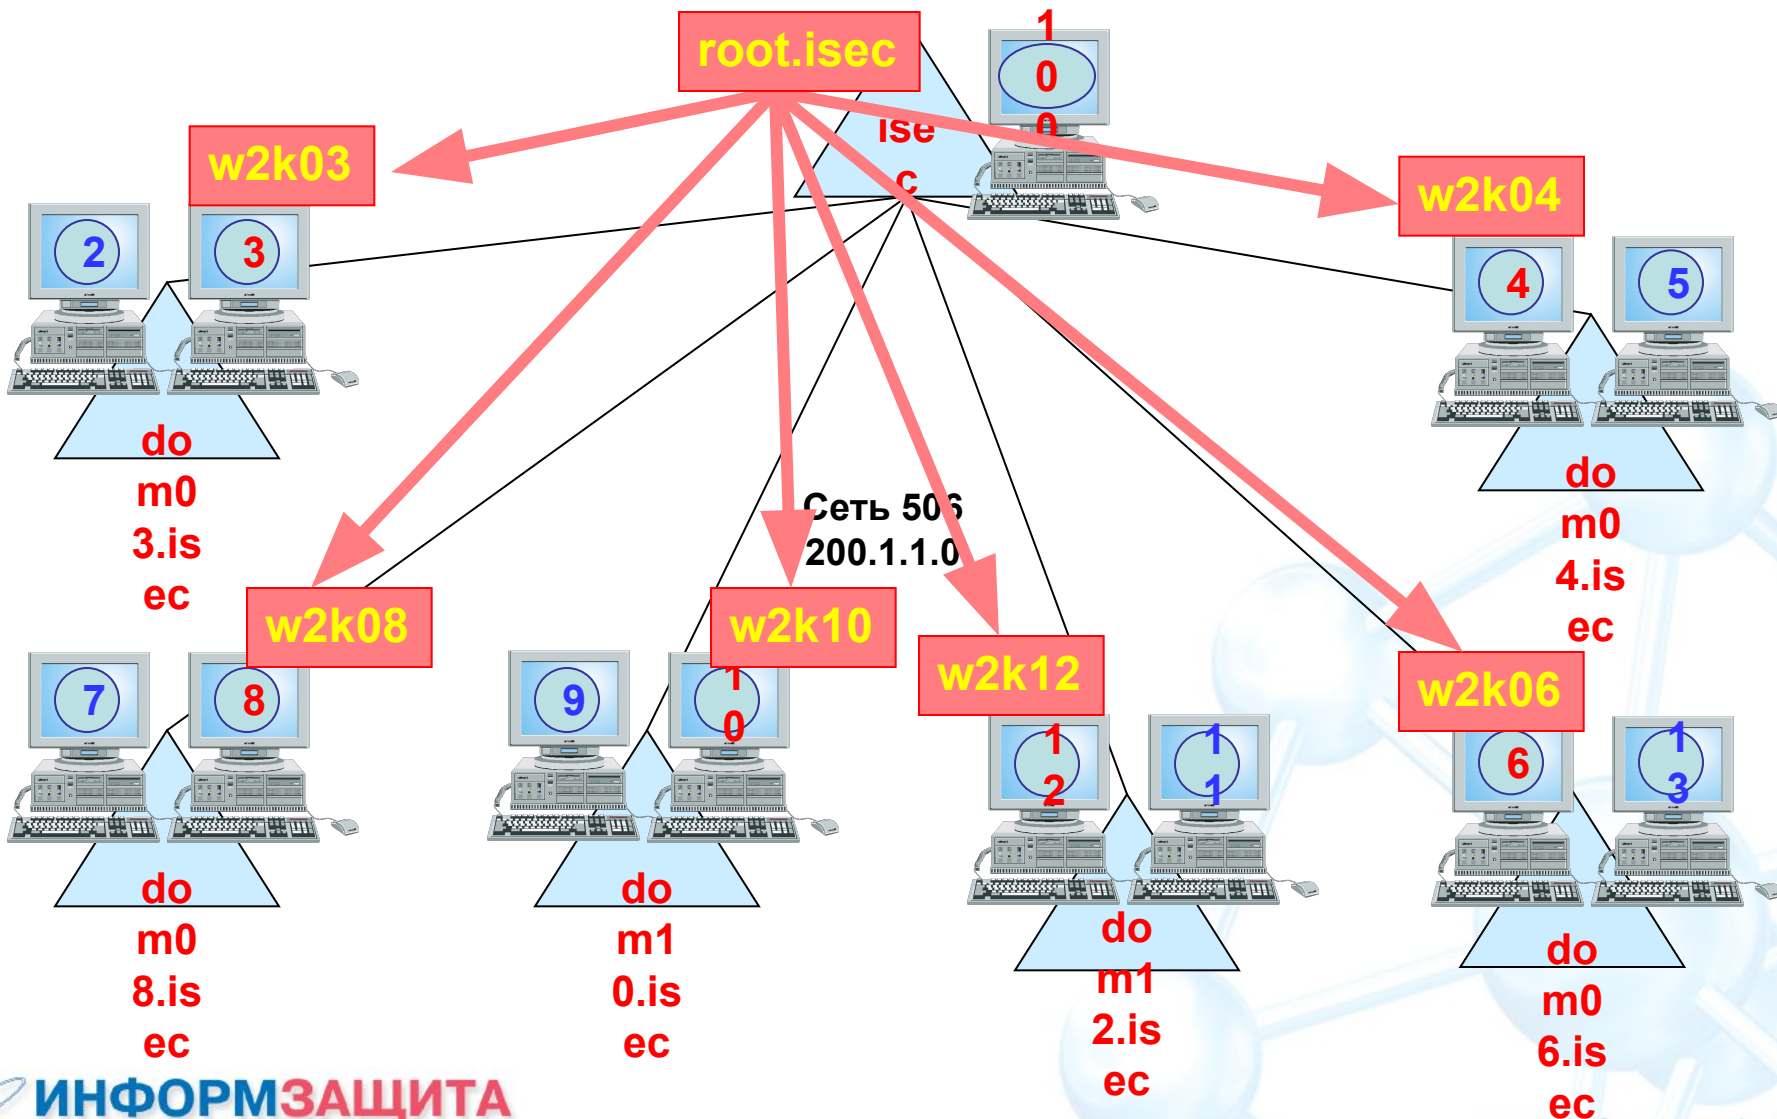 root.isec
1
0
0
ise
c
w2k03
w2k04
2
3
4
5
do
m0
3.is
ec
do
m0
4.is
ec
Сеть 506
200.1.1.0
w2k08
w2k10
w2k12
w2k06
7
8
9
1
0
1
2
1
1
6
1
3
do
m0
8.is
ec
do
m1
0.is
ec
do
m1
2.is
ec
do
m0
6.is
ec
ИНФОРМЗАЩИТА